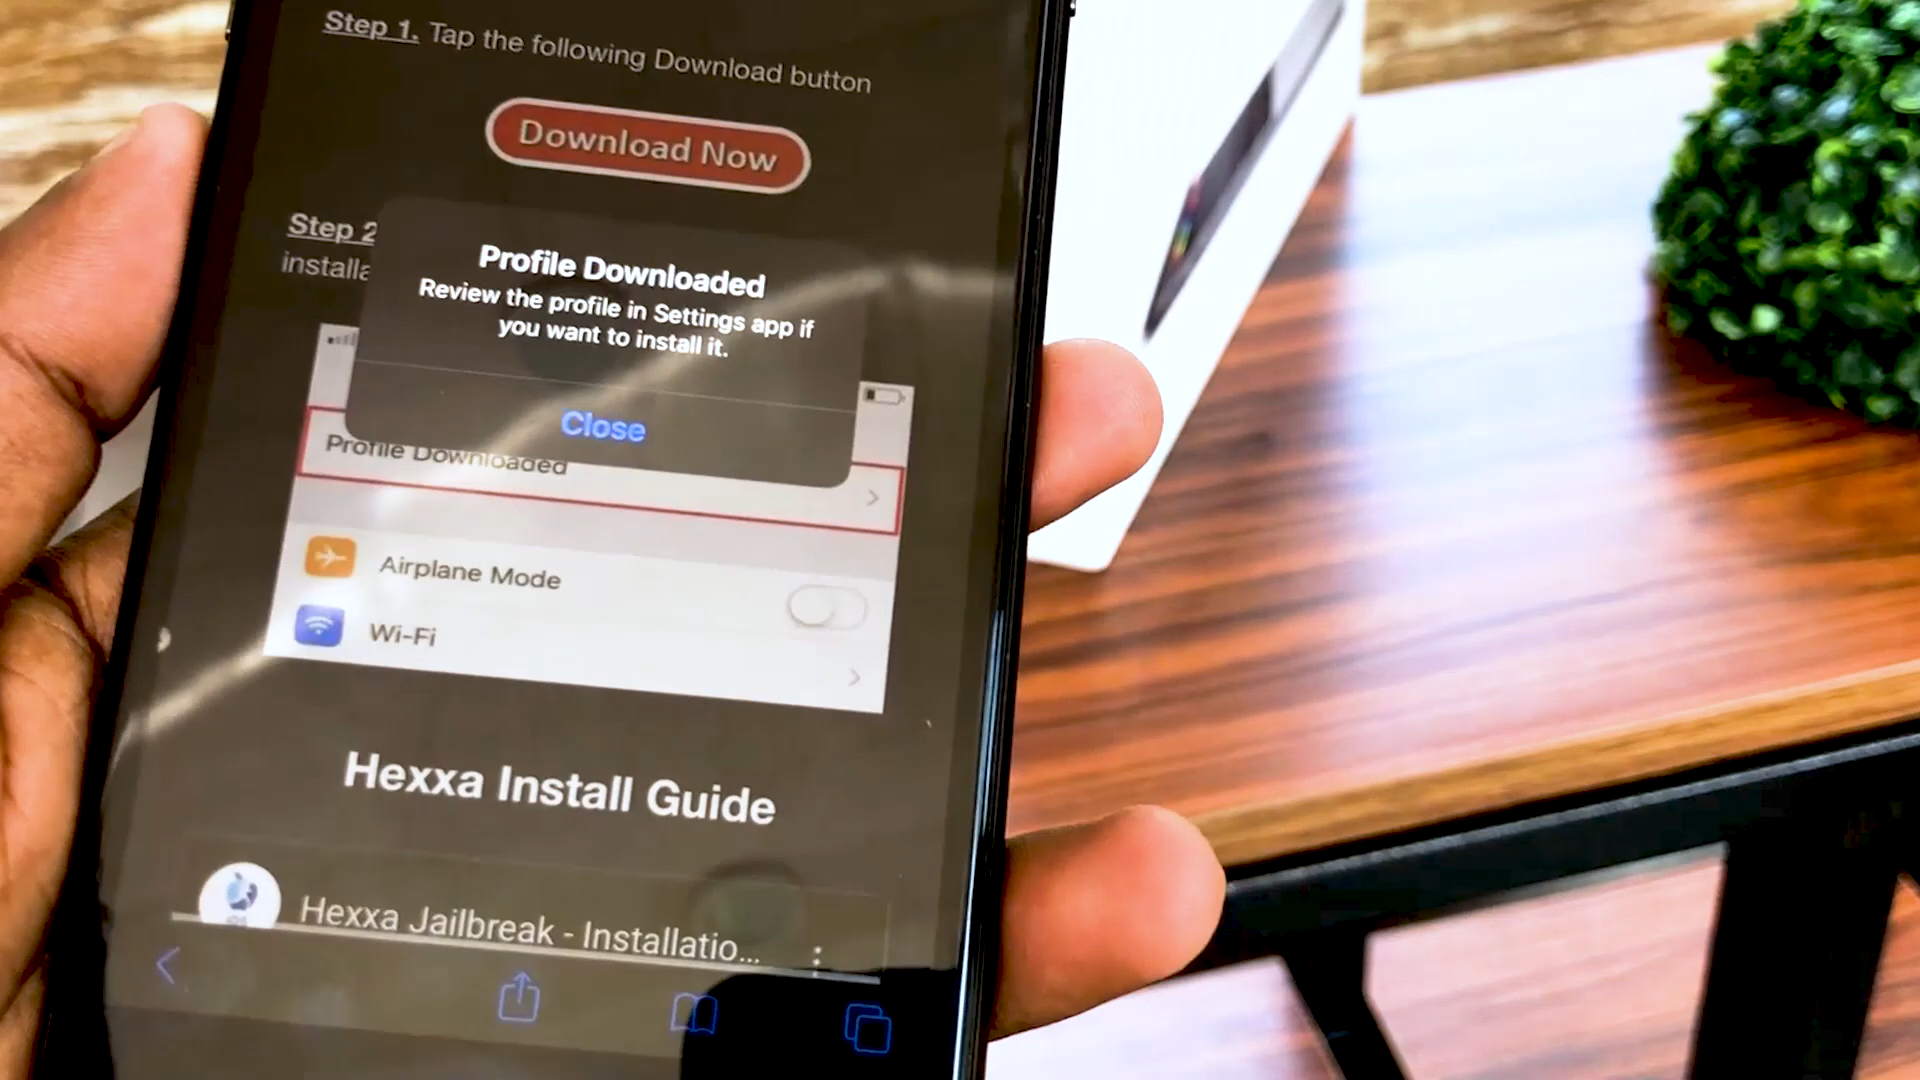 Step 1. Tap the following Download button
Download Now
Step 2
installa
Profile Downloaded
Review the profile in Settings app if
you want to install it.
Close
Profile Downloaded
Airplane Mode
Wi-Fi
Hexxa Install Guide
Hexxa Jailbreak - Installatio...